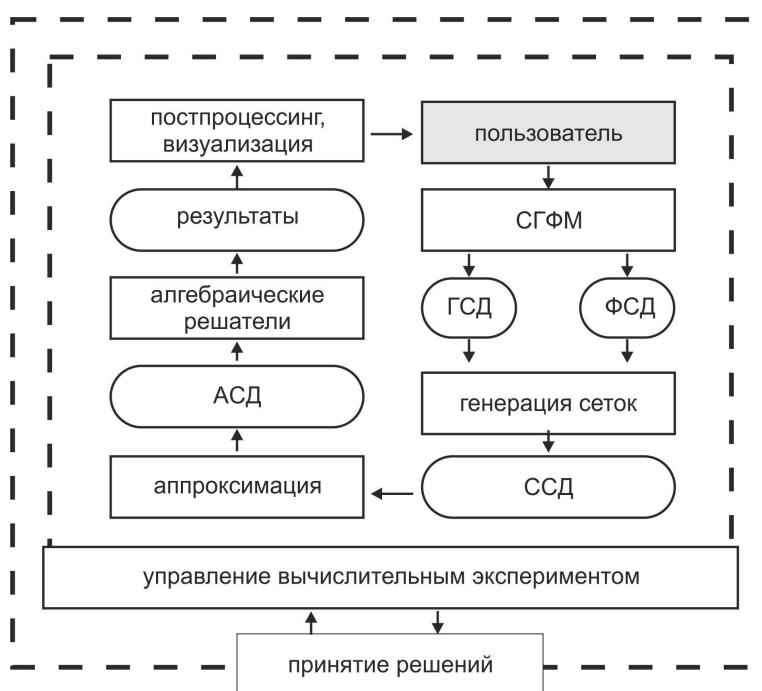 постпроцессинг,
визуализация
пользователь
результаты
СГФМ
алгебраические
решатели
ГСД
ФСД
АСД
генерация сеток
аппроксимация
ССД
управление вычислительным экспериментом
принятие решений